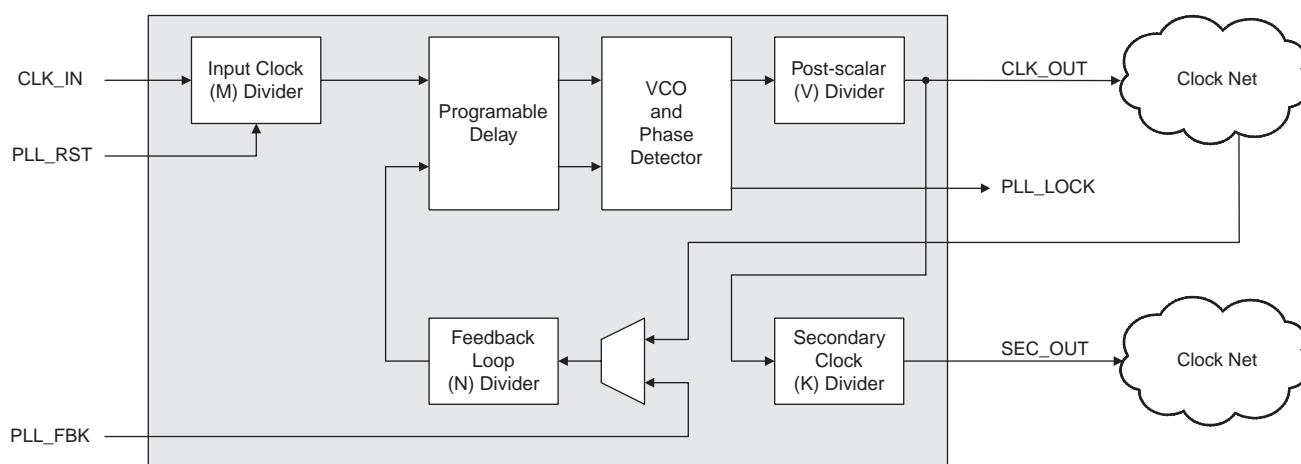 CLK_IN
PLL_RST
Input Clock
(M) Divider
Programable
Delay
VCO
and
Phase
Detector
Post-scalar
(V) Divider
CLK_OUT
Clock Net
PLL_LOCK
Feedback
Loop
(N) Divider
Secondary
Clock
(K) Divider
SEC_OUT
Clock Net
PLL_FBK